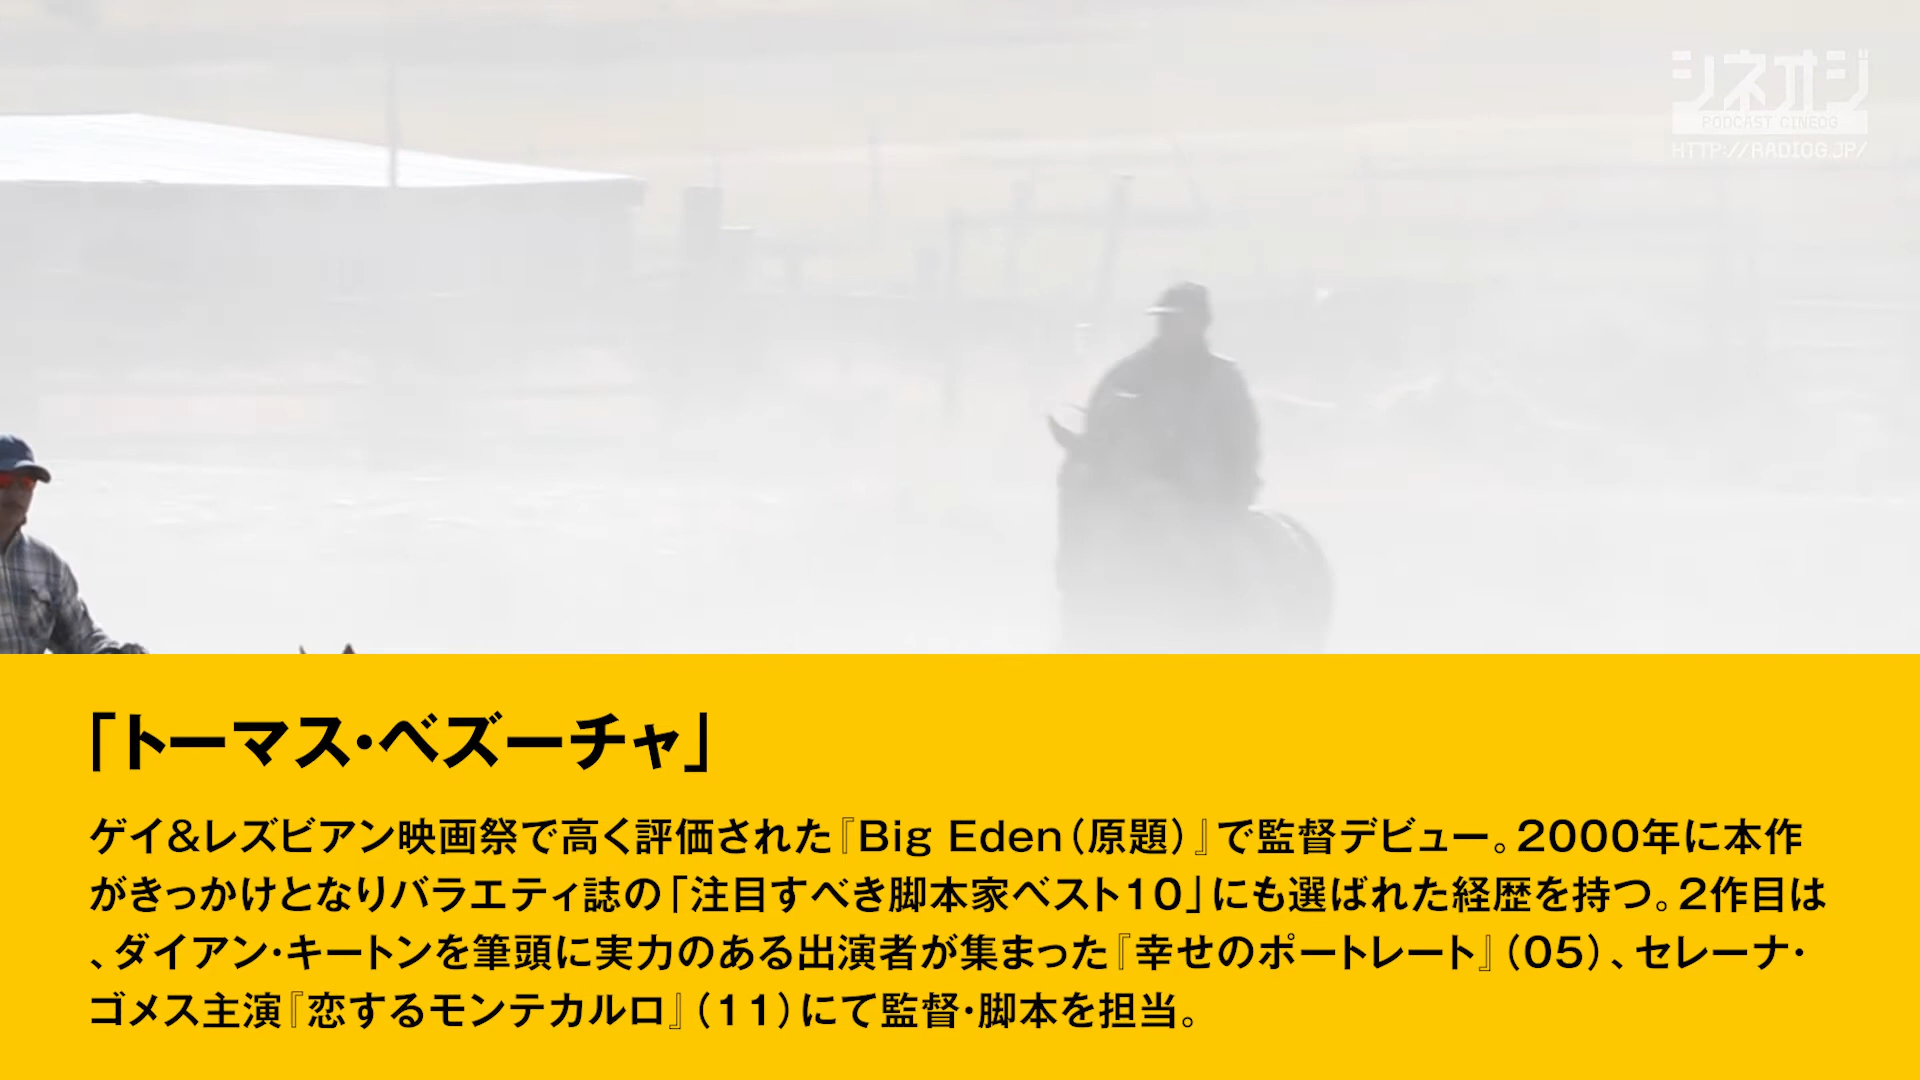 シネオジ
PODCAST CINEOG
HTTP://RADIOG.JP/
「トーマス・ベズーチャ」
ゲイ&レズビアン映画祭で高く評価された『Big Eden(原題)』で監督デビュー。2000年に本作
がきっかけとなりバラエティ誌の「注目すべき脚本家ベスト10」にも選ばれた経歴を持つ。2作目は
、ダイアン・キートンを筆頭に実力のある出演者が集まった『幸せのポートレート』(05)、セレーナ・
ゴメス主演『恋するモンテカルロ』(11)にて監督・脚本を担当。